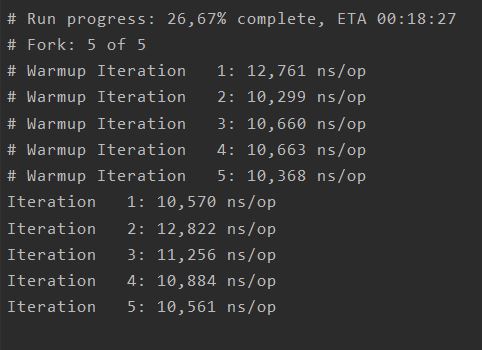 # Run progress: 26,67% complete, ETA 00:18:27
# Fork: 5 of 5
# Warmup Iteration   1: 12,761 ns/op
# Warmup Iteration   2: 10,299 ns/op
# Warmup Iteration   3: 10,660 ns/op
# Warmup Iteration   4: 10,663 ns/op
# Warmup Iteration   5: 10,368 ns/op
Iteration   1: 10,570 ns/op
Iteration   2: 12,822 ns/op
Iteration   3: 11,256 ns/op
Iteration   4: 10,884 ns/op
Iteration   5: 10,561 ns/op